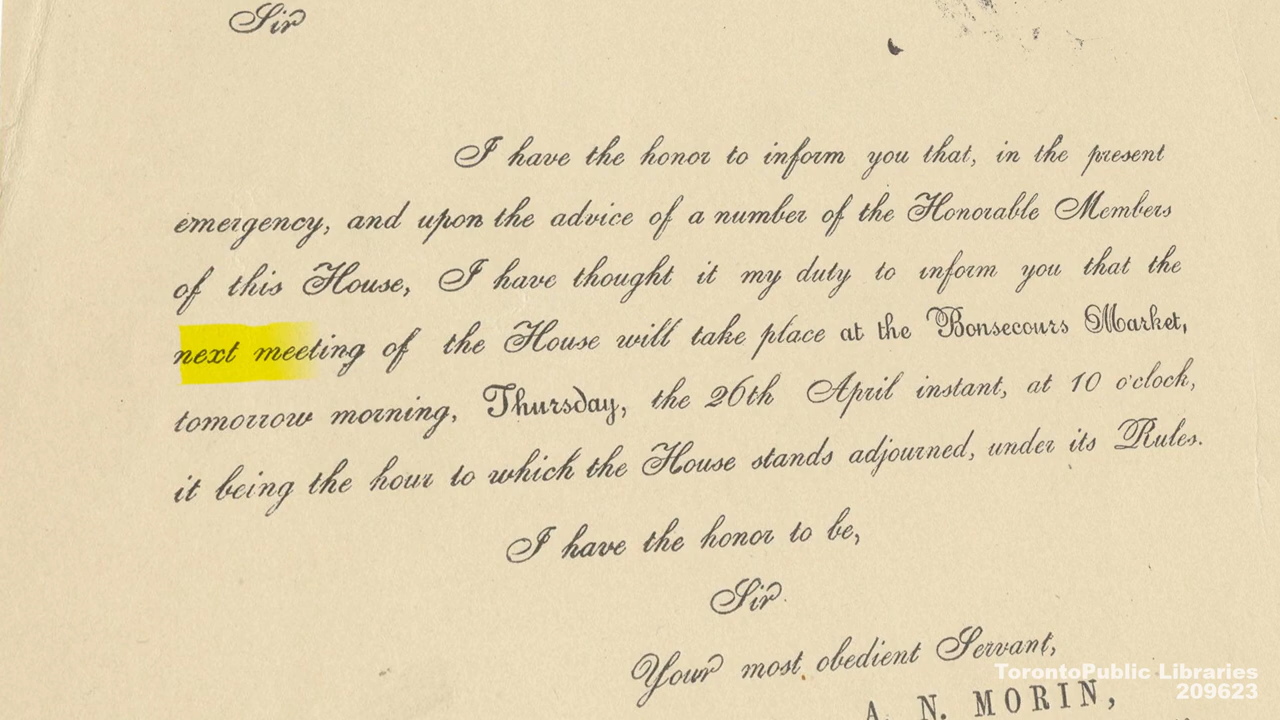 Sir
I have the honor to inform you that, in the present
emergency, and upon the advice of a number of the Honorable Members
of this House, I have thought it my duty to inform you that the
next meeting of the House will take place at the Bonsecours Market,
tomorrow morning, Thursday, the 26th April instant, at 10 o'clock,
it being the hour to which the House stands adjourned, under its Rules.
I have the honor to be,
Sir.
Your most obedient Servant,
A. N. MORIN,
TorontoPublic Libraries
209623